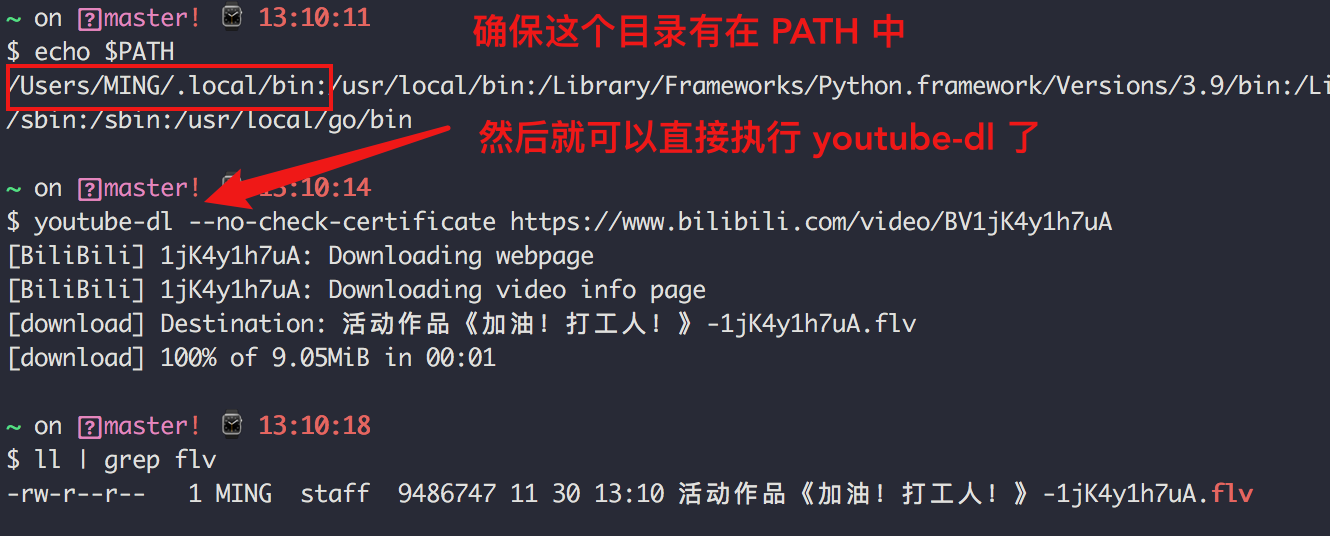 ~ on ?master! 13:10:11
确保这个目录有在 PATH 中
$ echo $PATH
/Users/MING/.local/bin:/usr/local/bin:/Library/Frameworks/Python.framework/Versions/3.9/bin:/Li
/sbin:/sbin:/usr/local/go/bin
然后就可以直接执行 youtube-dl 了
~ on ?master! 13:10:14
$ youtube-dl --no-check-certificate https://www.bilibili.com/video/BV1jK4y1h7uA
[BiliBili] 1jK4y1h7uA: Downloading webpage
[BiliBili] 1jK4y1h7uA: Downloading video info page
[download] Destination: 活动作品《加油！打工人！》-1jK4y1h7uA.flv
[download] 100% of 9.05MiB in 00:01
~ on ?master! 13:10:18
$ ll | grep flv
-rw-r--r-- 1 MING staff 9486747 11 30 13:10 活动作品《加油！打工人！》-1jK4y1h7uA.flv